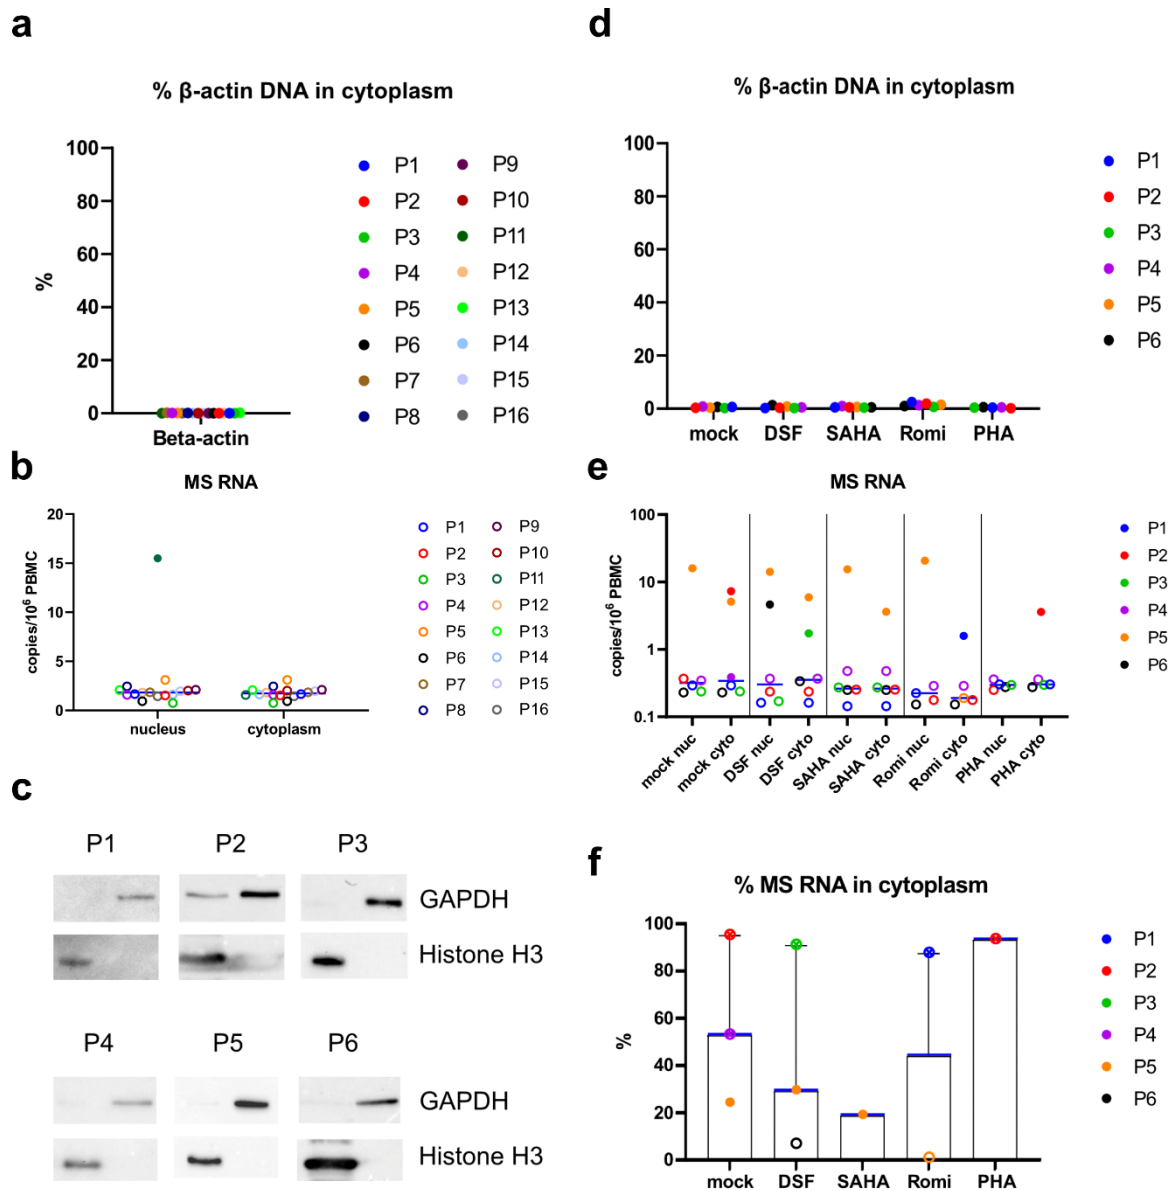 a
% β-actin DNA in cytoplasm
100
80
60
40
20
0
%
Beta-actin
P1
P2
P3
P4
P5
P6
P7
P8
P9
P10
P11
P12
P13
P14
P15
P16
d
% β-actin DNA in cytoplasm
100
80
60
40
20
0
mock DSF SAHA Romi PHA
P1
P2
P3
P4
P5
P6
b
MS RNA
20
15
10
5
0
copies/10⁶ PBMC
nucleus cytoplasm
P1
P2
P3
P4
P5
P6
P7
P8
P9
P10
P11
P12
P13
P14
P15
P16
e
MS RNA
100
10
1
0.1
copies/10⁶ PBMC
mock nuc
mock cyto
DSF nuc
DSF cyto
SAHA nuc
SAHA cyto
Romi nuc
Romi cyto
PHA nuc
PHA cyto
P1
P2
P3
P4
P5
P6
c
P1 P2 P3
GAPDH
Histone H3
P4 P5 P6
GAPDH
Histone H3
f
% MS RNA in cytoplasm
100
80
60
40
20
0
%
mock DSF SAHA Romi PHA
P1
P2
P3
P4
P5
P6